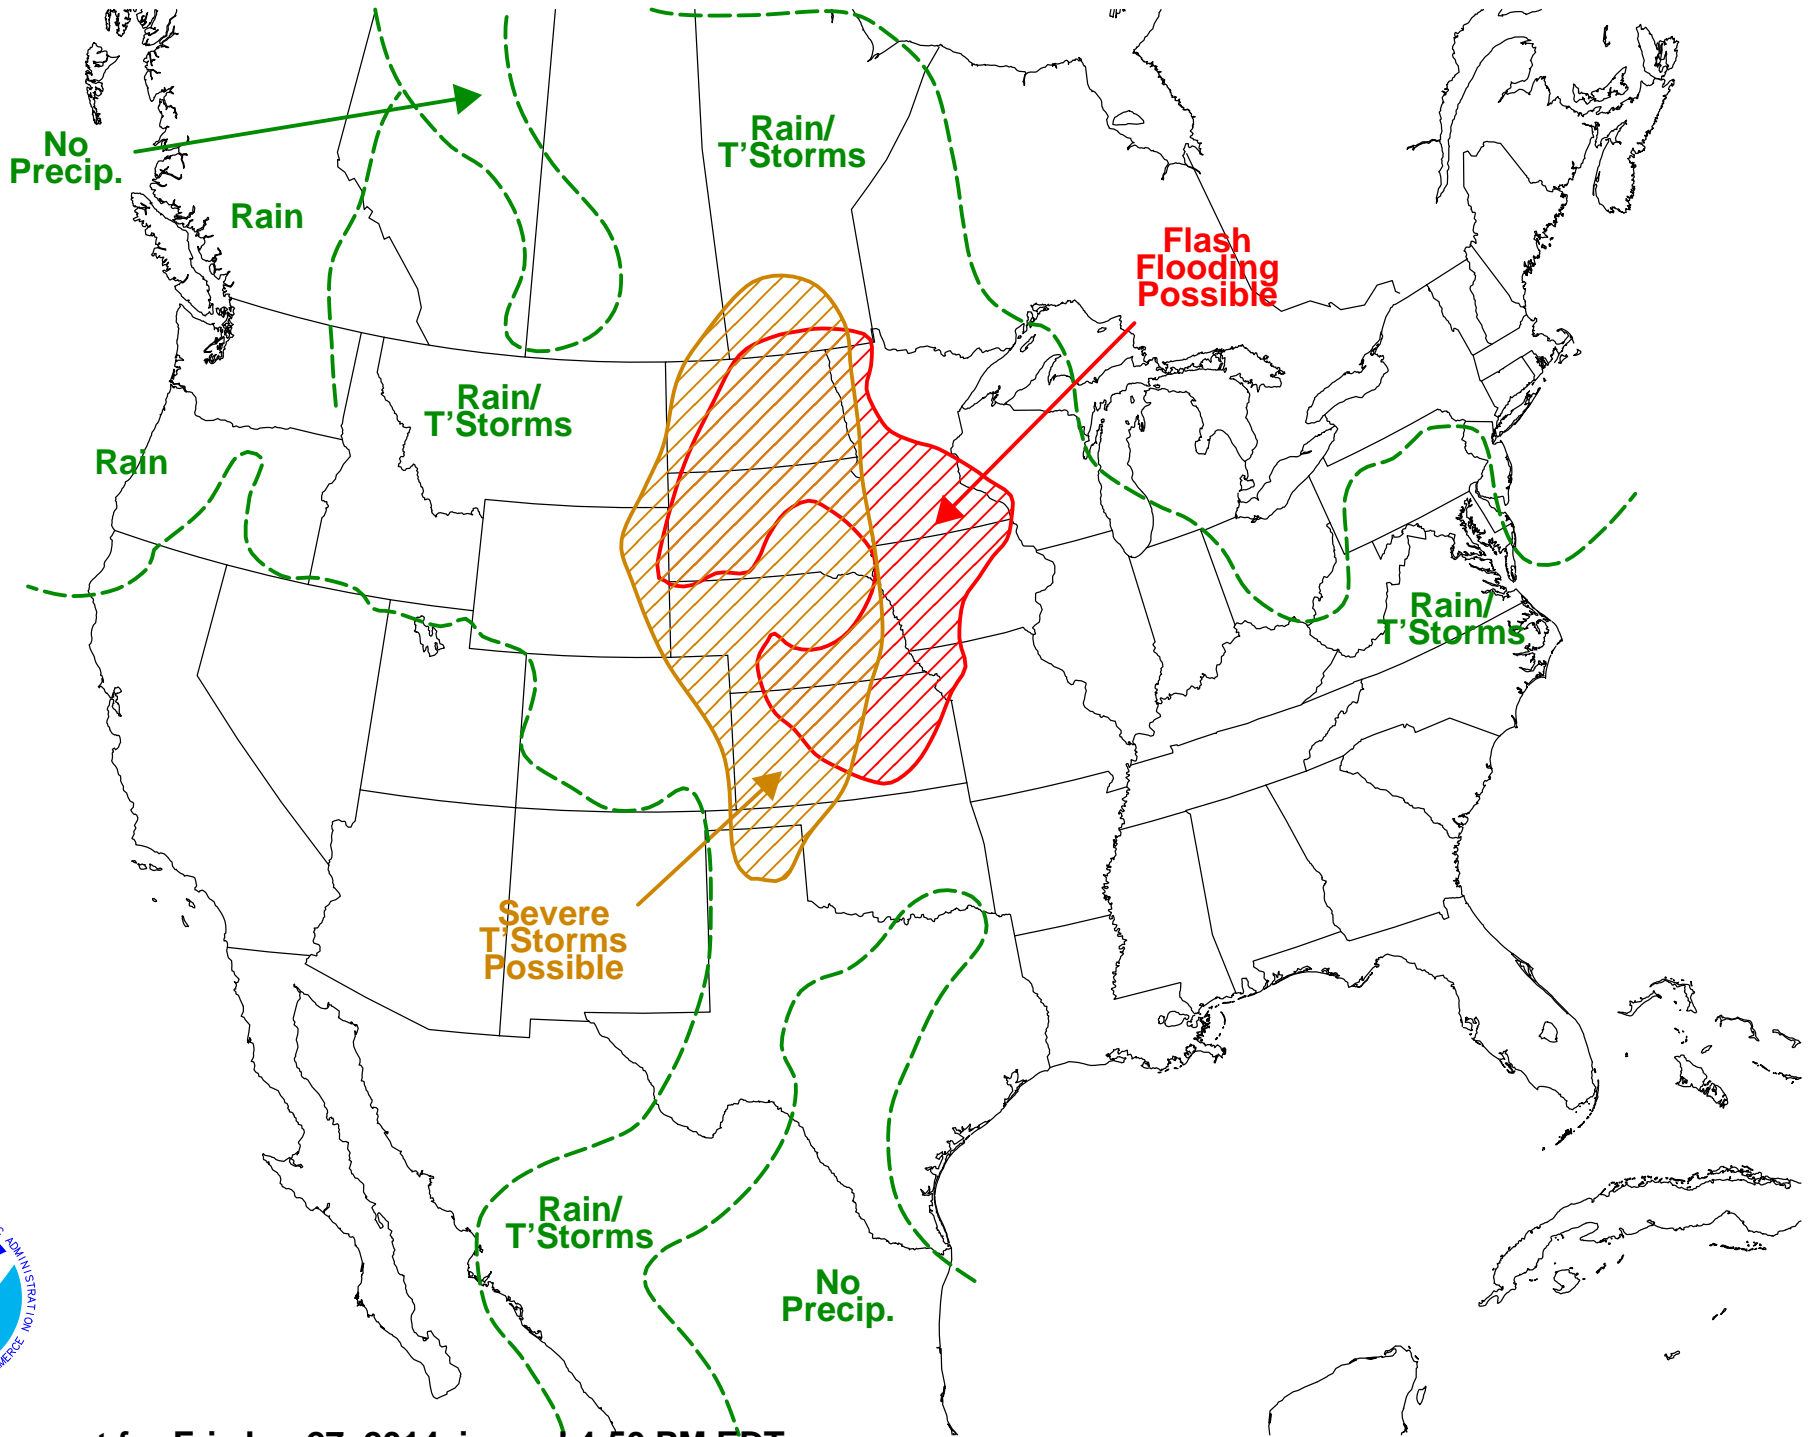 No
Precip.
Rain
Rain/
T'Storms
Flash
Flooding
Possible
Rain/
T'Storms
Rain
Rain/
T'Storms
Severe
T'Storms
Possible
Rain/
T'Storms
No
Precip.
ADMINISTRATION